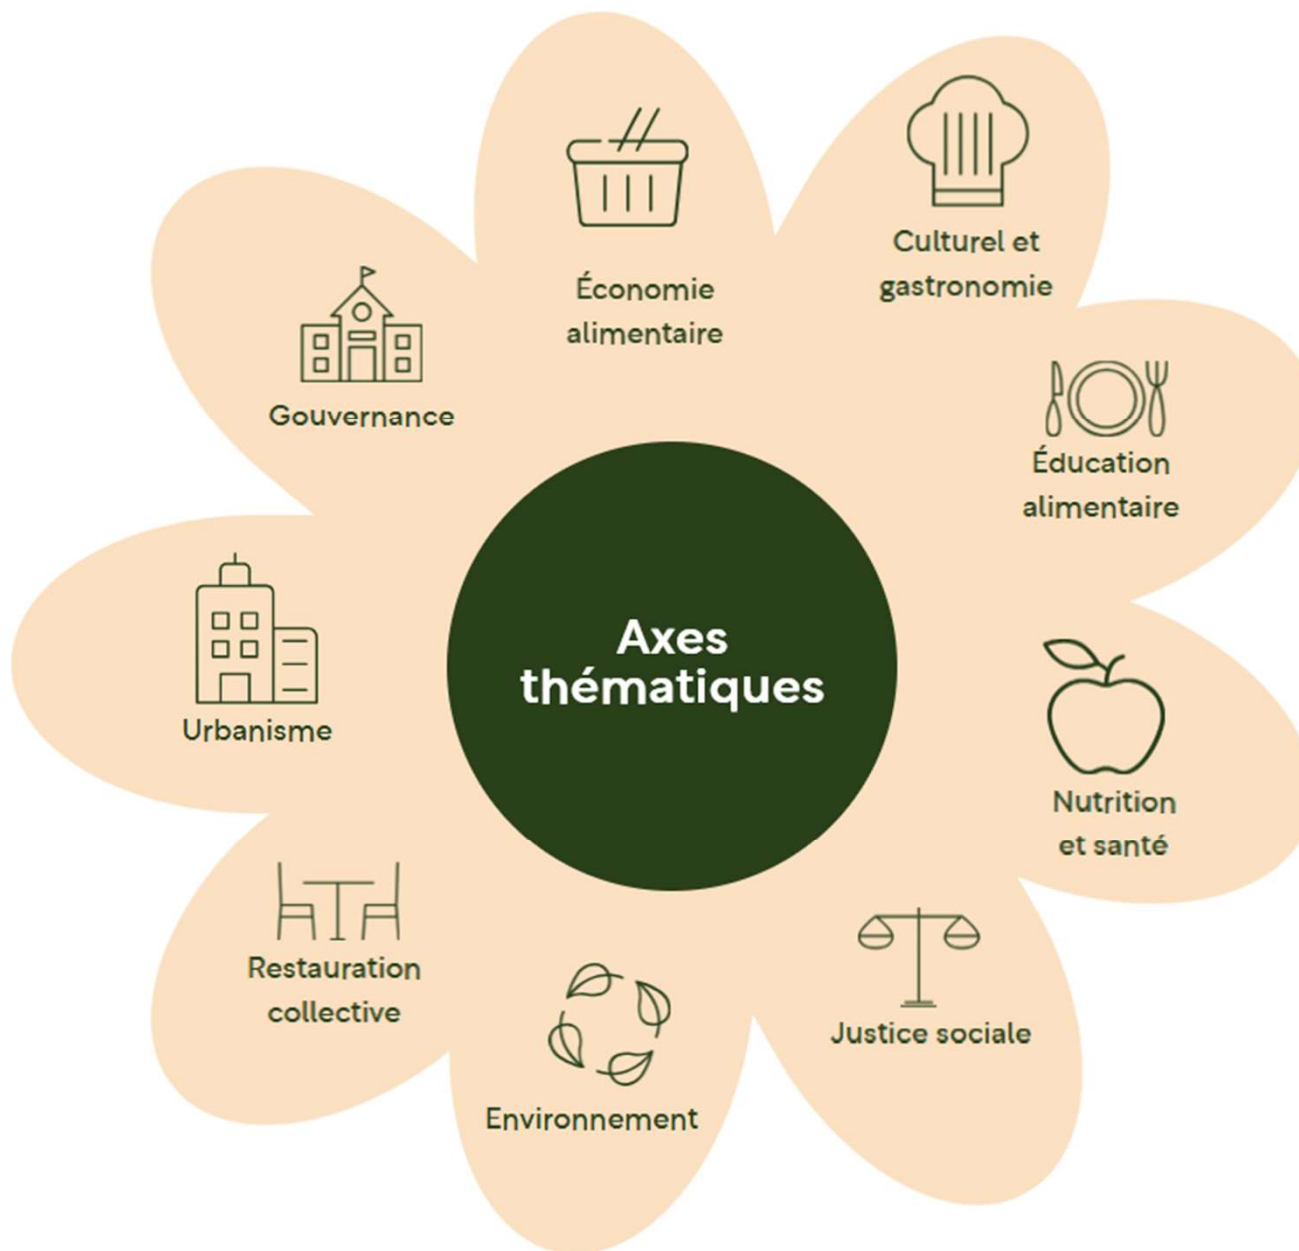 Économie
alimentaire
Culturel et
gastronomie
Éducation
alimentaire
Nutrition
et santé
Justice sociale
Environnement
Restauration
collective
Urbanisme
Gouvernance
Axes
thématiques